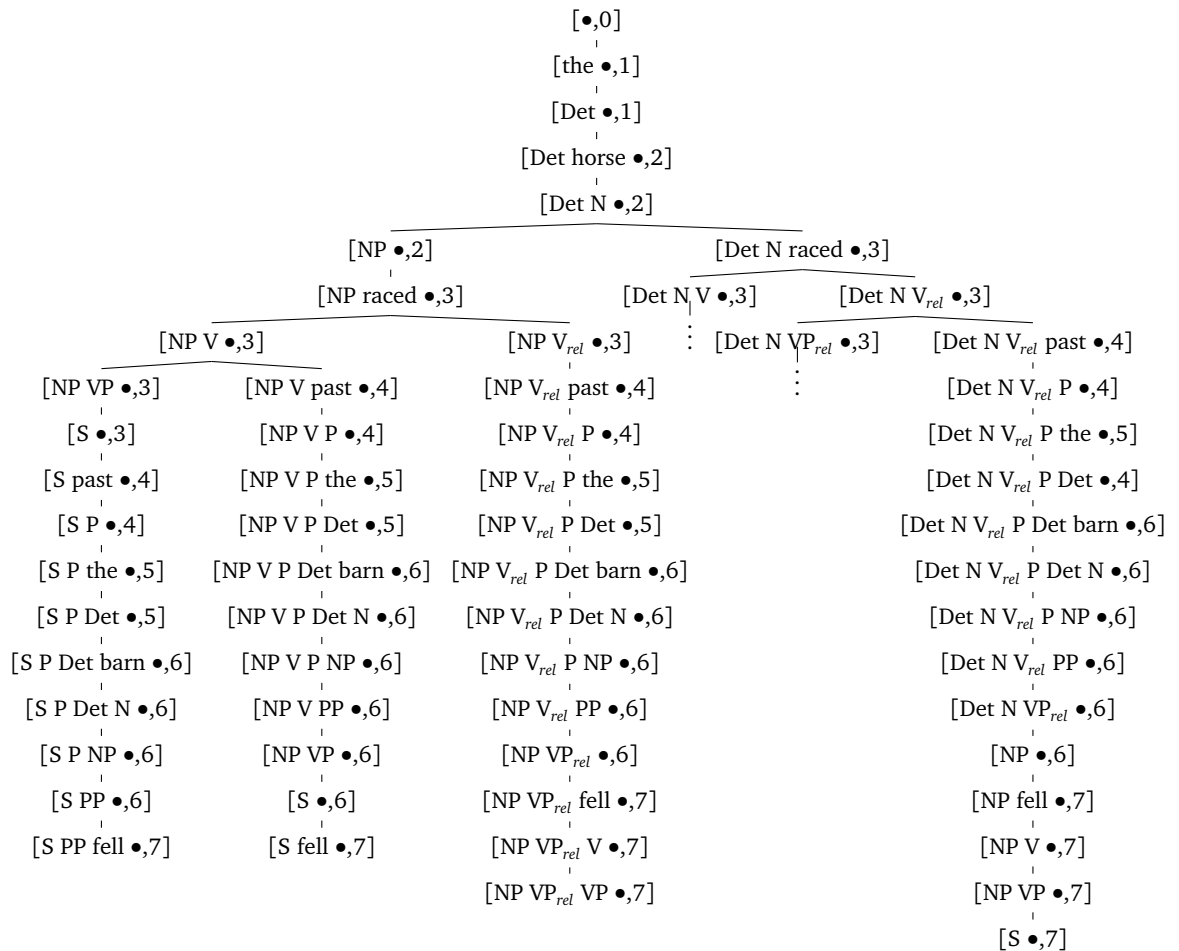 [●,0]
[the ●,1]
[Det ●,1]
[Det horse ●,2]
[Det N ●,2]
[NP ●,2] [Det N raced ●,3]
[NP raced ●,3] [Det N V ●,3] [Det N V_rel ●,3]
[NP V ●,3] [NP V_rel ●,3] ⋮ [Det N VP_rel ●,3] [Det N V_rel past ●,4]
[NP VP ●,3] [NP V past ●,4] [NP V_rel past ●,4] ⋮ [Det N V_rel P ●,4]
[S ●,3] [NP V P ●,4] [NP V_rel P ●,4] [Det N V_rel P the ●,5]
[S past ●,4] [NP V P the ●,5] [NP V_rel P the ●,5] [Det N V_rel P Det ●,4]
[S P ●,4] [NP V P Det ●,5] [NP V_rel P Det ●,5] [Det N V_rel P Det barn ●,6]
[S P the ●,5] [NP V P Det barn ●,6] [NP V_rel P Det barn ●,6] [Det N V_rel P Det N ●,6]
[S P Det ●,5] [NP V P Det N ●,6] [NP V_rel P Det N ●,6] [Det N V_rel P NP ●,6]
[S P Det barn ●,6] [NP V P NP ●,6] [NP V_rel P NP ●,6] [Det N V_rel PP ●,6]
[S P Det N ●,6] [NP V PP ●,6] [NP V_rel PP ●,6] [Det N VP_rel ●,6]
[S P NP ●,6] [NP VP ●,6] [NP VP_rel ●,6] [NP ●,6]
[S PP ●,6] [S ●,6] [NP VP_rel fell ●,7] [NP fell ●,7]
[S PP fell ●,7] [S fell ●,7] [NP VP_rel V ●,7] [NP V ●,7]
[NP VP_rel VP ●,7] [NP VP ●,7]
[S ●,7]